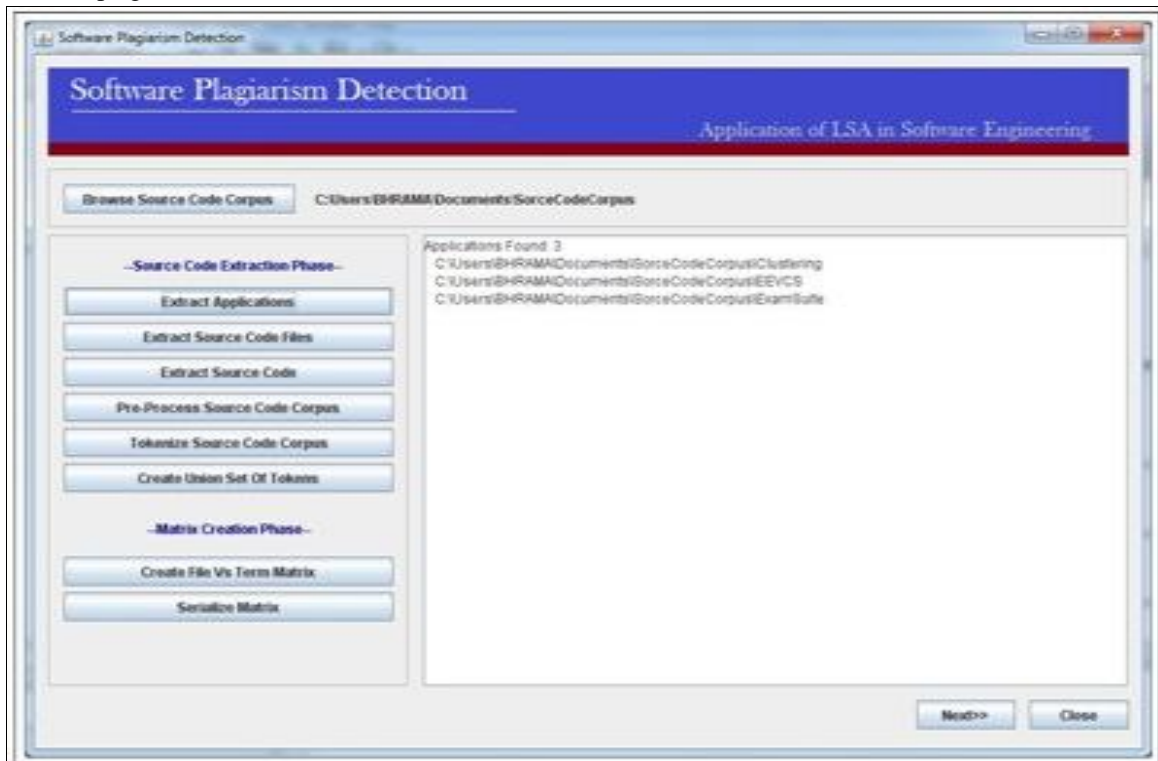 Software Plagiarism Detection
Software Plagiarism Detection
Application of LSA in Software Engineering
Browse Source Code Corpus C:\Users\BHRAMA\Documents\SorceCodeCorpus
--Source Code Extraction Phase--
Extract Applications
Extract Source Code Files
Extract Source Code
Pre-Process Source Code Corpus
Tokenize Source Code Corpus
Create Union Set Of Tokens
--Matrix Creation Phase--
Create File Vs Term Matrix
Serialize Matrix
Applications Found: 3
C:\Users\BHRAMA\Documents\SorceCodeCorpus\Clustering
C:\Users\BHRAMA\Documents\SorceCodeCorpus\EEVCS
C:\Users\BHRAMA\Documents\SorceCodeCorpus\ExamSuite
Next>> Close